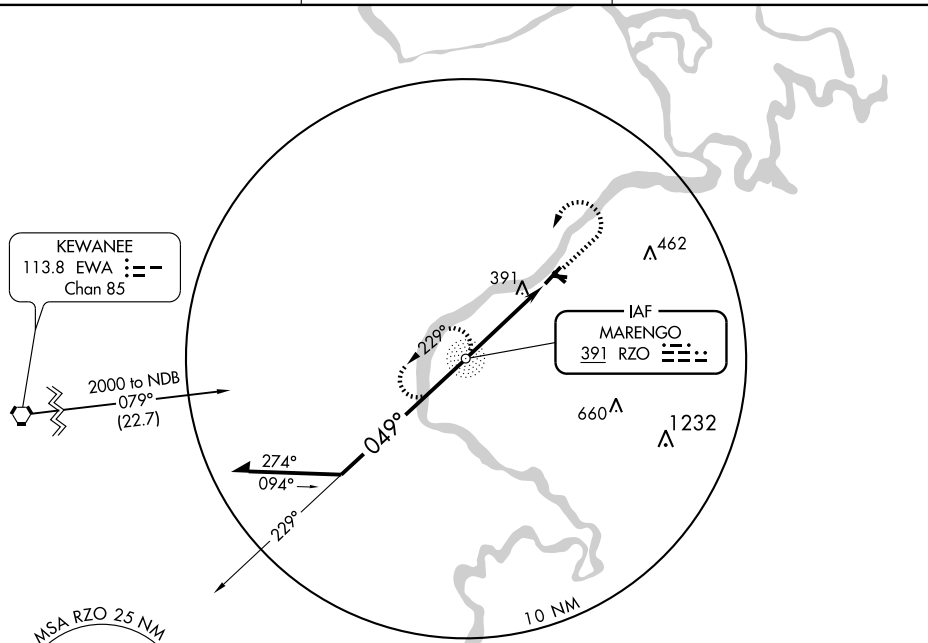 KEWANEE
113.8 EWA
Chan 85
2000 to NDB
079°
(22.7)
462
391
IAF
MARENGO
391 RZO
229°
660
1232
049°
274°
094°
229°
10 NM
MSA RZO 25 NM